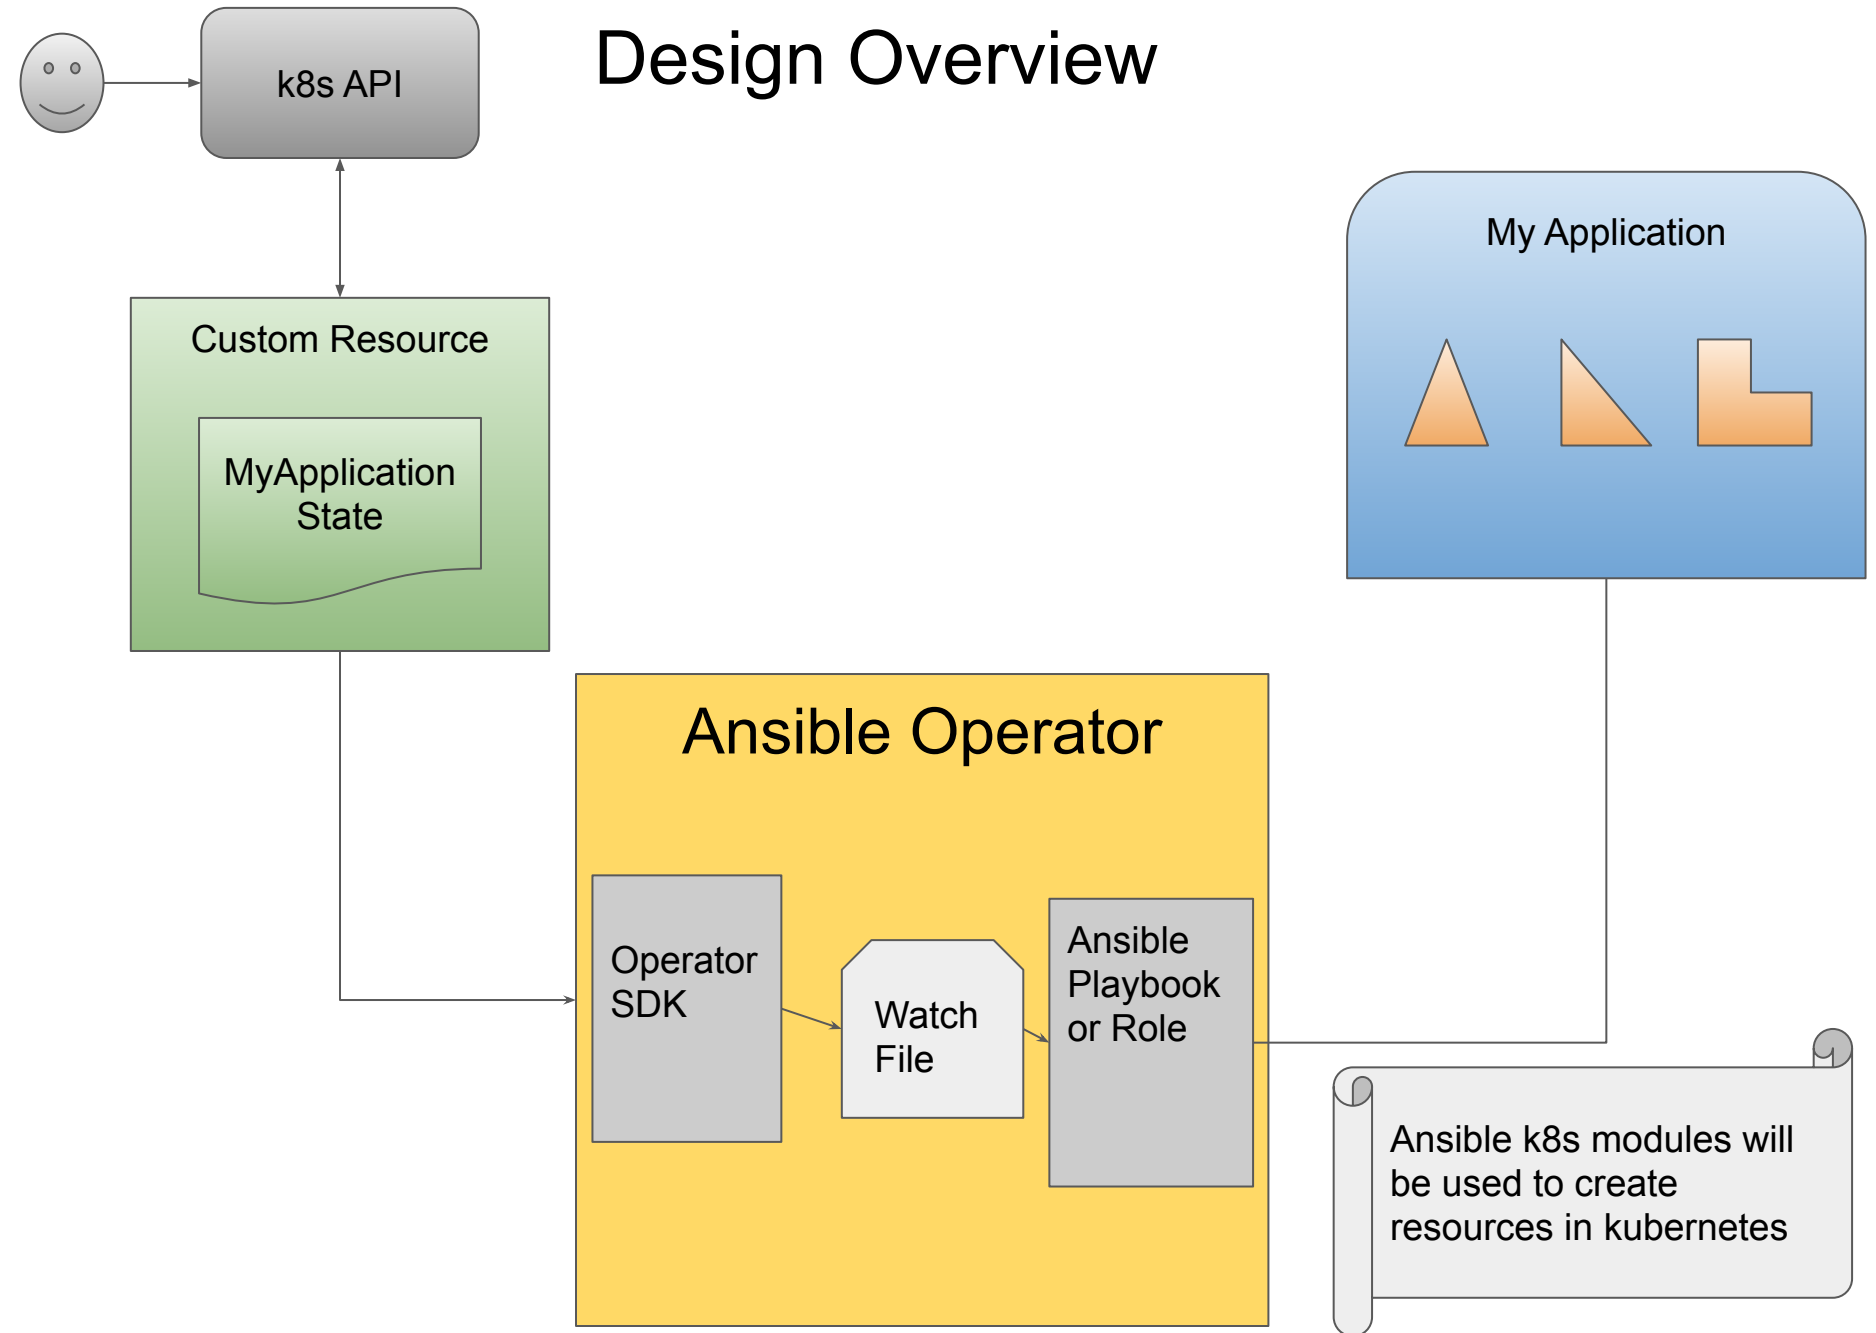 Design Overview
k8s API
My Application
Custom Resource
MyApplication
State
Ansible Operator
Operator
SDK
Watch
File
Ansible
Playbook
or Role
Ansible k8s modules will
be used to create
resources in kubernetes